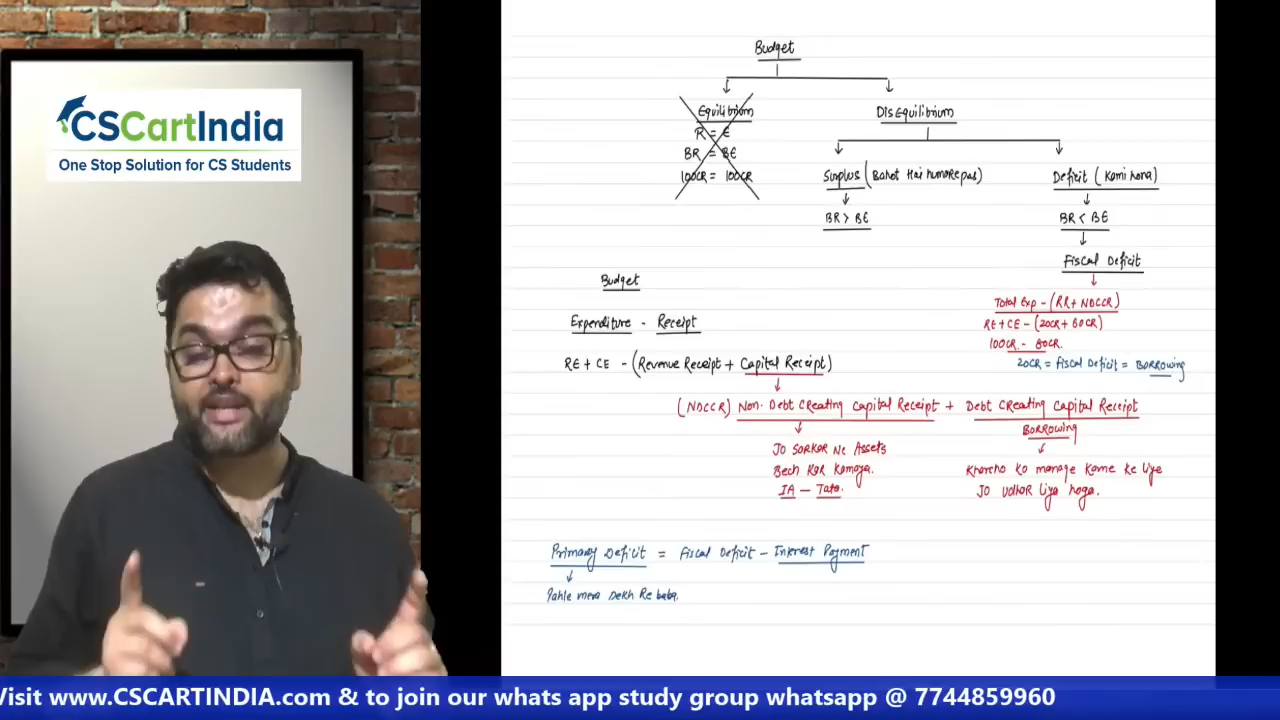 CSCartIndia
One Stop Solution for CS Students
Budget
Equilibrium
R = E
BR = BE
100CR = 100CR
DISEquilibrium
Surplus (Bahot Hai humaRe pas)
BR > BE
Deficit (Kami hona)
BR < BE
Fiscal Deficit
Total Exp - (RR + NDCCR)
RE + CE - (20CR + 60CR)
100CR - 80CR.
20CR = Fiscal Deficit = BORROWING
Budget
Expenditure - Receipt
RE + CE - (Revenue Receipt + Capital Receipt)
(NDCCR) Non-Debt Creating Capital Receipt + Debt Creating Capital Receipt
BORROWING
JO SARKAR Ne Assets
Bech KAR Kamaya.
IA - Tata.
Kharcho ko manage karne ke liye
JO udhar liya hoga.
Primary Deficit = Fiscal Deficit - Interest Payment
Pahle mera Dekh Re baba.
Visit www.CSCARTINDIA.com & to join our whats app study group whatsapp @ 7744859960